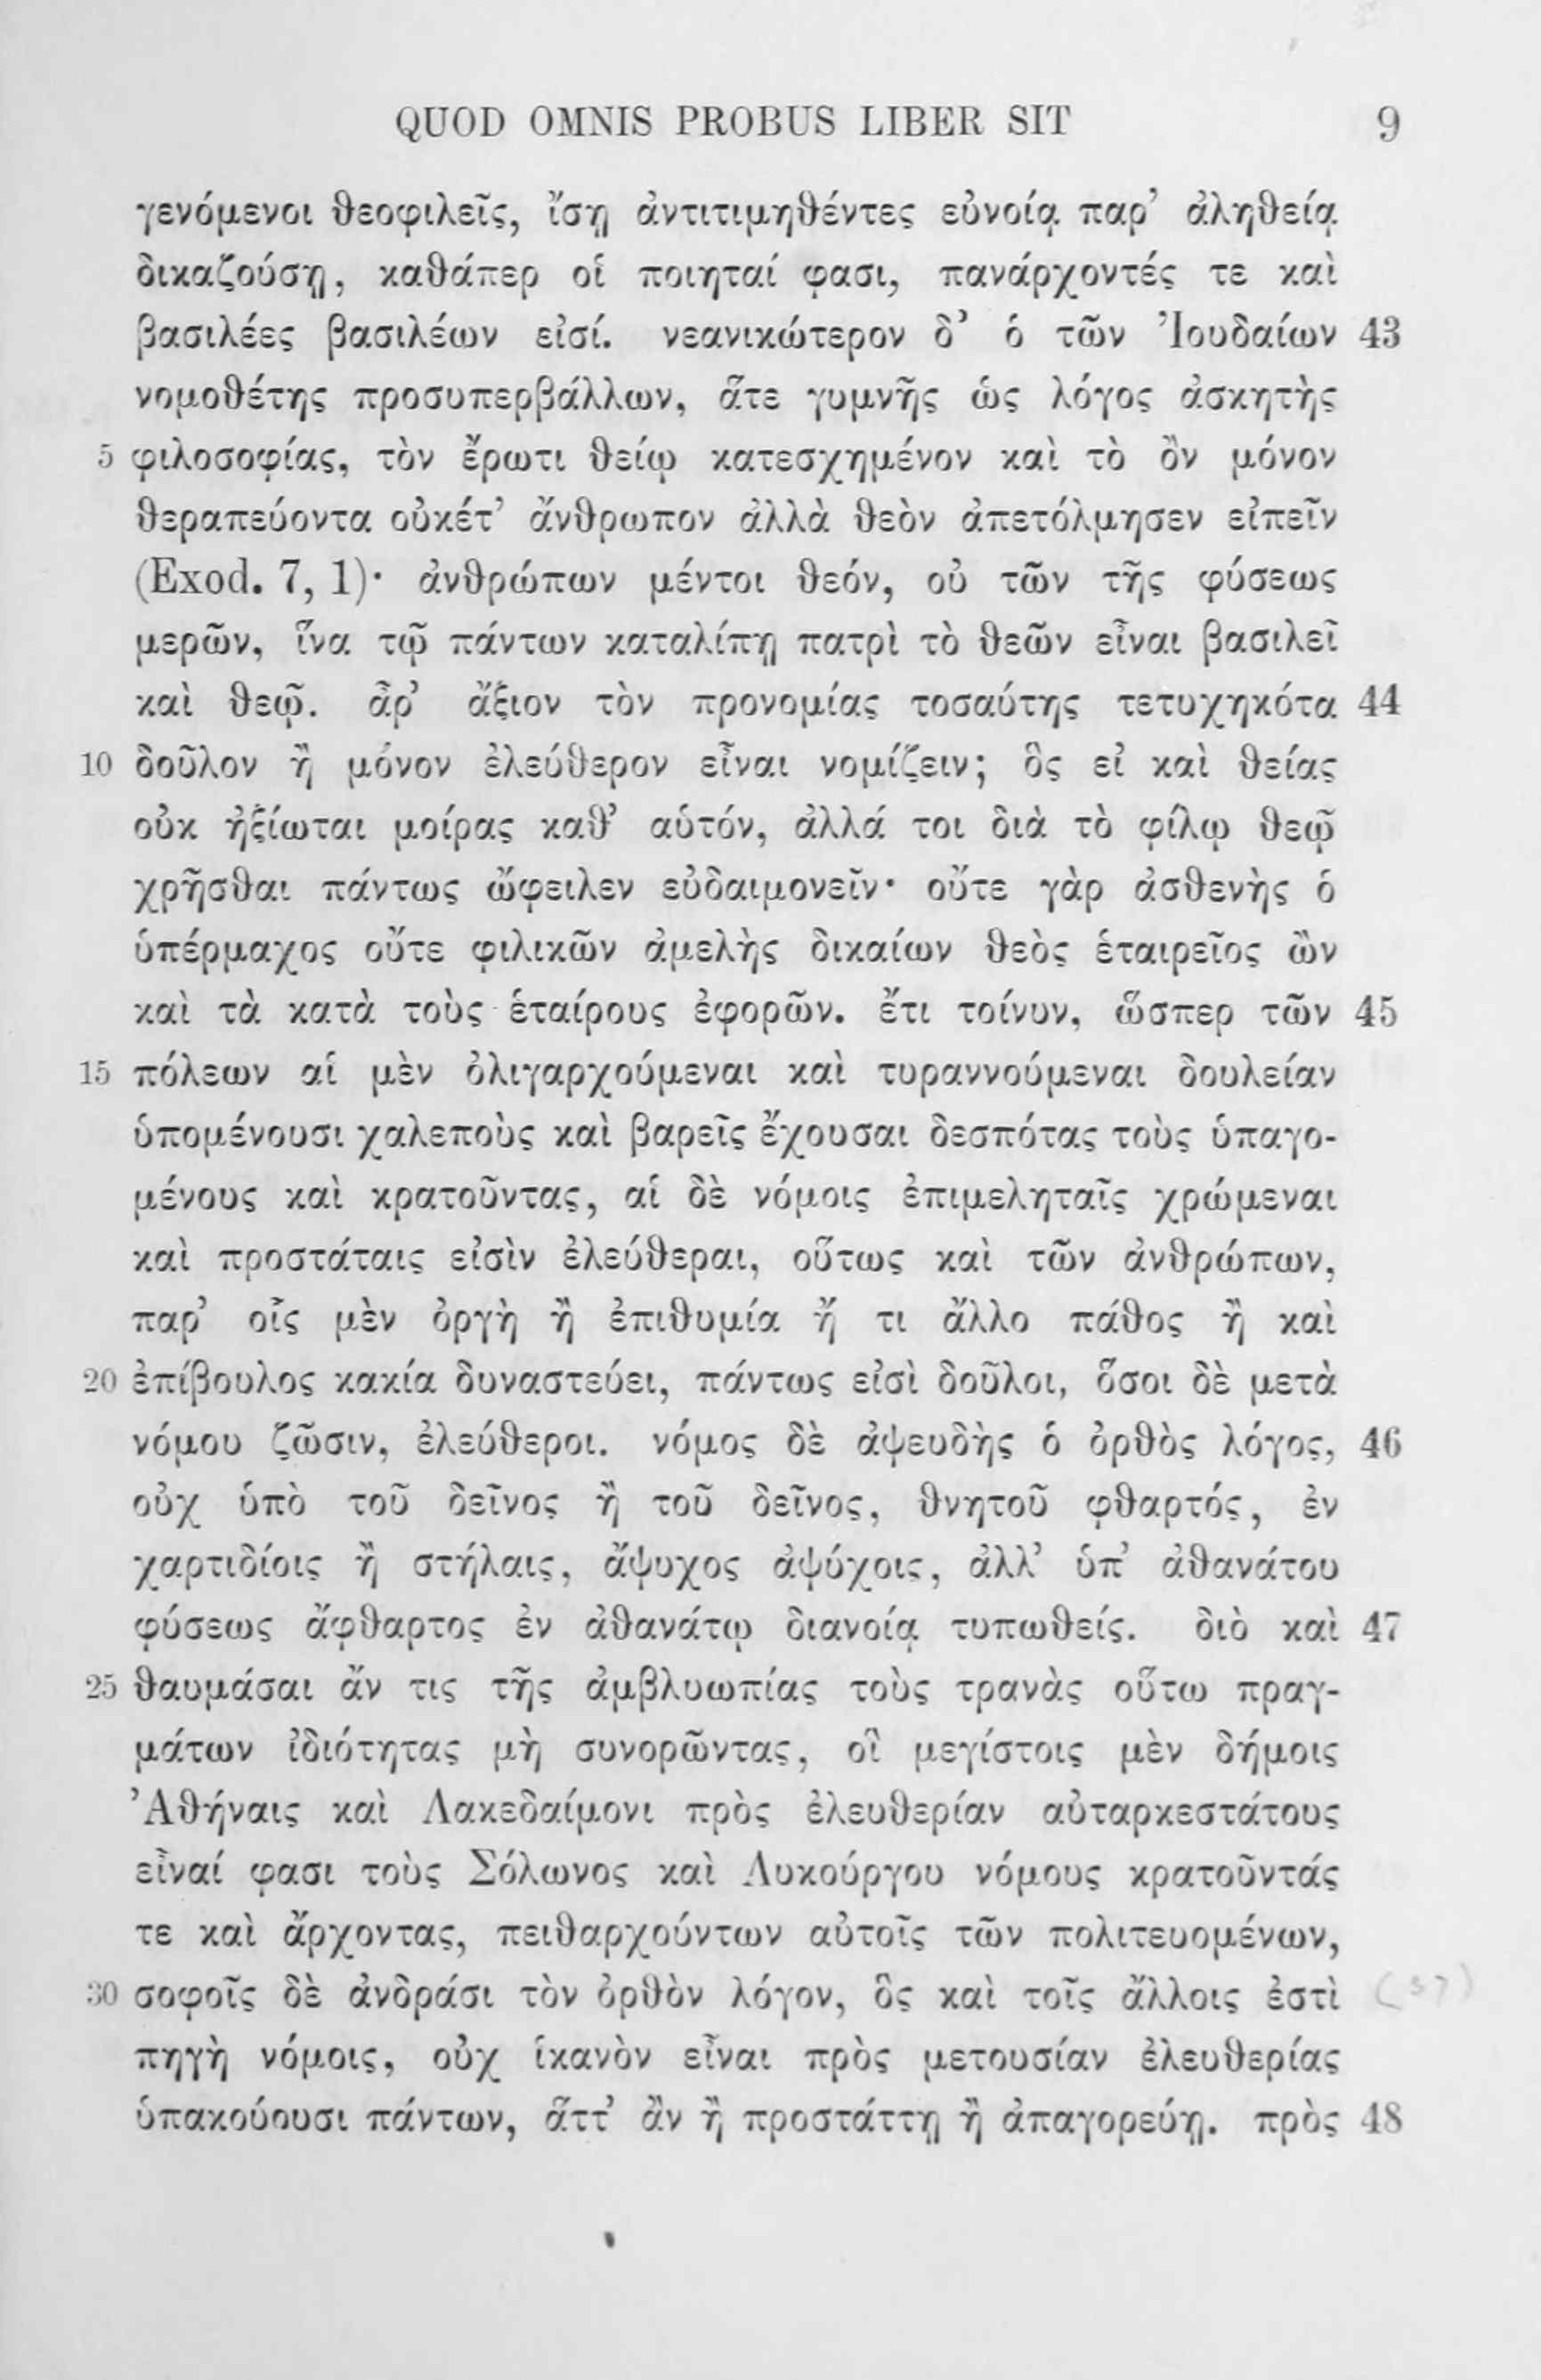 QUOD OMNIS PROBUS LIBER SIT 9
γενόμενοι θεοφιλεῖς, ἴσῃ ἀντιτιμηθέντες εὐνοίᾳ παρ’ ἀληθείᾳ
δικαζούσῃ, καθάπερ οἱ ποιηταί φασι, πανάρχοντές τε καὶ
βασιλέες βασιλέων εἰσί. νεανικώτερον δ’ ὁ τῶν Ἰουδαίων 43
νομοθέτης προσυπερβάλλων, ἅτε γυμνῆς ὡς λόγος ἀσκητὴς
5 φιλοσοφίας, τὸν ἔρωτι θείῳ κατεσχημένον καὶ τὸ ὂν μόνον
θεραπεύοντα οὐκέτ’ ἄνθρωπον ἀλλὰ θεὸν ἀπετόλμησεν εἰπεῖν
(Exod. 7, 1)· ἀνθρώπων μέντοι θεόν, οὐ τῶν τῆς φύσεως
μερῶν, ἵνα τῷ πάντων καταλίπῃ πατρὶ τὸ θεῶν εἶναι βασιλεῖ
καὶ θεῷ. ἆρ’ ἄξιον τὸν προνομίας τοσαύτης τετυχηκότα 44
10 δοῦλον ἢ μόνον ἐλεύθερον εἶναι νομίζειν; ὃς εἰ καὶ θείας
οὐκ ἠξίωται μοίρας καθ’ αὑτόν, ἀλλά τοι διὰ τὸ φίλῳ θεῷ
χρῆσθαι πάντως ὤφειλεν εὐδαιμονεῖν· οὔτε γὰρ ἀσθενὴς ὁ
ὑπέρμαχος οὔτε φιλικῶν ἀμελὴς δικαίων θεὸς ἑταιρεῖος ὢν
καὶ τὰ κατὰ τοὺς ἑταίρους ἐφορῶν. ἔτι τοίνυν, ὥσπερ τῶν 45
15 πόλεων αἱ μὲν ὀλιγαρχούμεναι καὶ τυραννούμεναι δουλείαν
ὑπομένουσι χαλεποὺς καὶ βαρεῖς ἔχουσαι δεσπότας τοὺς ὑπαγο-
μένους καὶ κρατοῦντας, αἱ δὲ νόμοις ἐπιμεληταῖς χρώμεναι
καὶ προστάταις εἰσὶν ἐλεύθεραι, οὕτως καὶ τῶν ἀνθρώπων,
παρ’ οἷς μὲν ὀργὴ ἢ ἐπιθυμία ἤ τι ἄλλο πάθος ἢ καὶ
20 ἐπίβουλος κακία δυναστεύει, πάντως εἰσὶ δοῦλοι, ὅσοι δὲ μετὰ
νόμου ζῶσιν, ἐλεύθεροι. νόμος δὲ ἀψευδὴς ὁ ὀρθὸς λόγος, 46
οὐχ ὑπὸ τοῦ δεῖνος ἢ τοῦ δεῖνος, θνητοῦ φθαρτός, ἐν
χαρτιδίοις ἢ στήλαις, ἄψυχος ἀψύχοις, ἀλλ’ ὑπ’ ἀθανάτου
φύσεως ἄφθαρτος ἐν ἀθανάτῳ διανοίᾳ τυπωθείς. διὸ καὶ 47
25 θαυμάσαι ἄν τις τῆς ἀμβλυωπίας τοὺς τρανὰς οὕτω πραγ-
μάτων ἰδιότητας μὴ συνορῶντας, οἳ μεγίστοις μὲν δήμοις
Ἀθήναις καὶ Λακεδαίμονι πρὸς ἐλευθερίαν αὐταρκεστάτους
εἶναί φασι τοὺς Σόλωνος καὶ Λυκούργου νόμους κρατοῦντάς
τε καὶ ἄρχοντας, πειθαρχούντων αὐτοῖς τῶν πολιτευομένων,
30 σοφοῖς δὲ ἀνδράσι τὸν ὀρθὸν λόγον, ὃς καὶ τοῖς ἄλλοις ἐστὶ (37)
πηγὴ νόμοις, οὐχ ἱκανὸν εἶναι πρὸς μετουσίαν ἐλευθερίας
ὑπακούουσι πάντων, ἅττ’ ἂν ἢ προστάττῃ ἢ ἀπαγορεύῃ. πρὸς 48